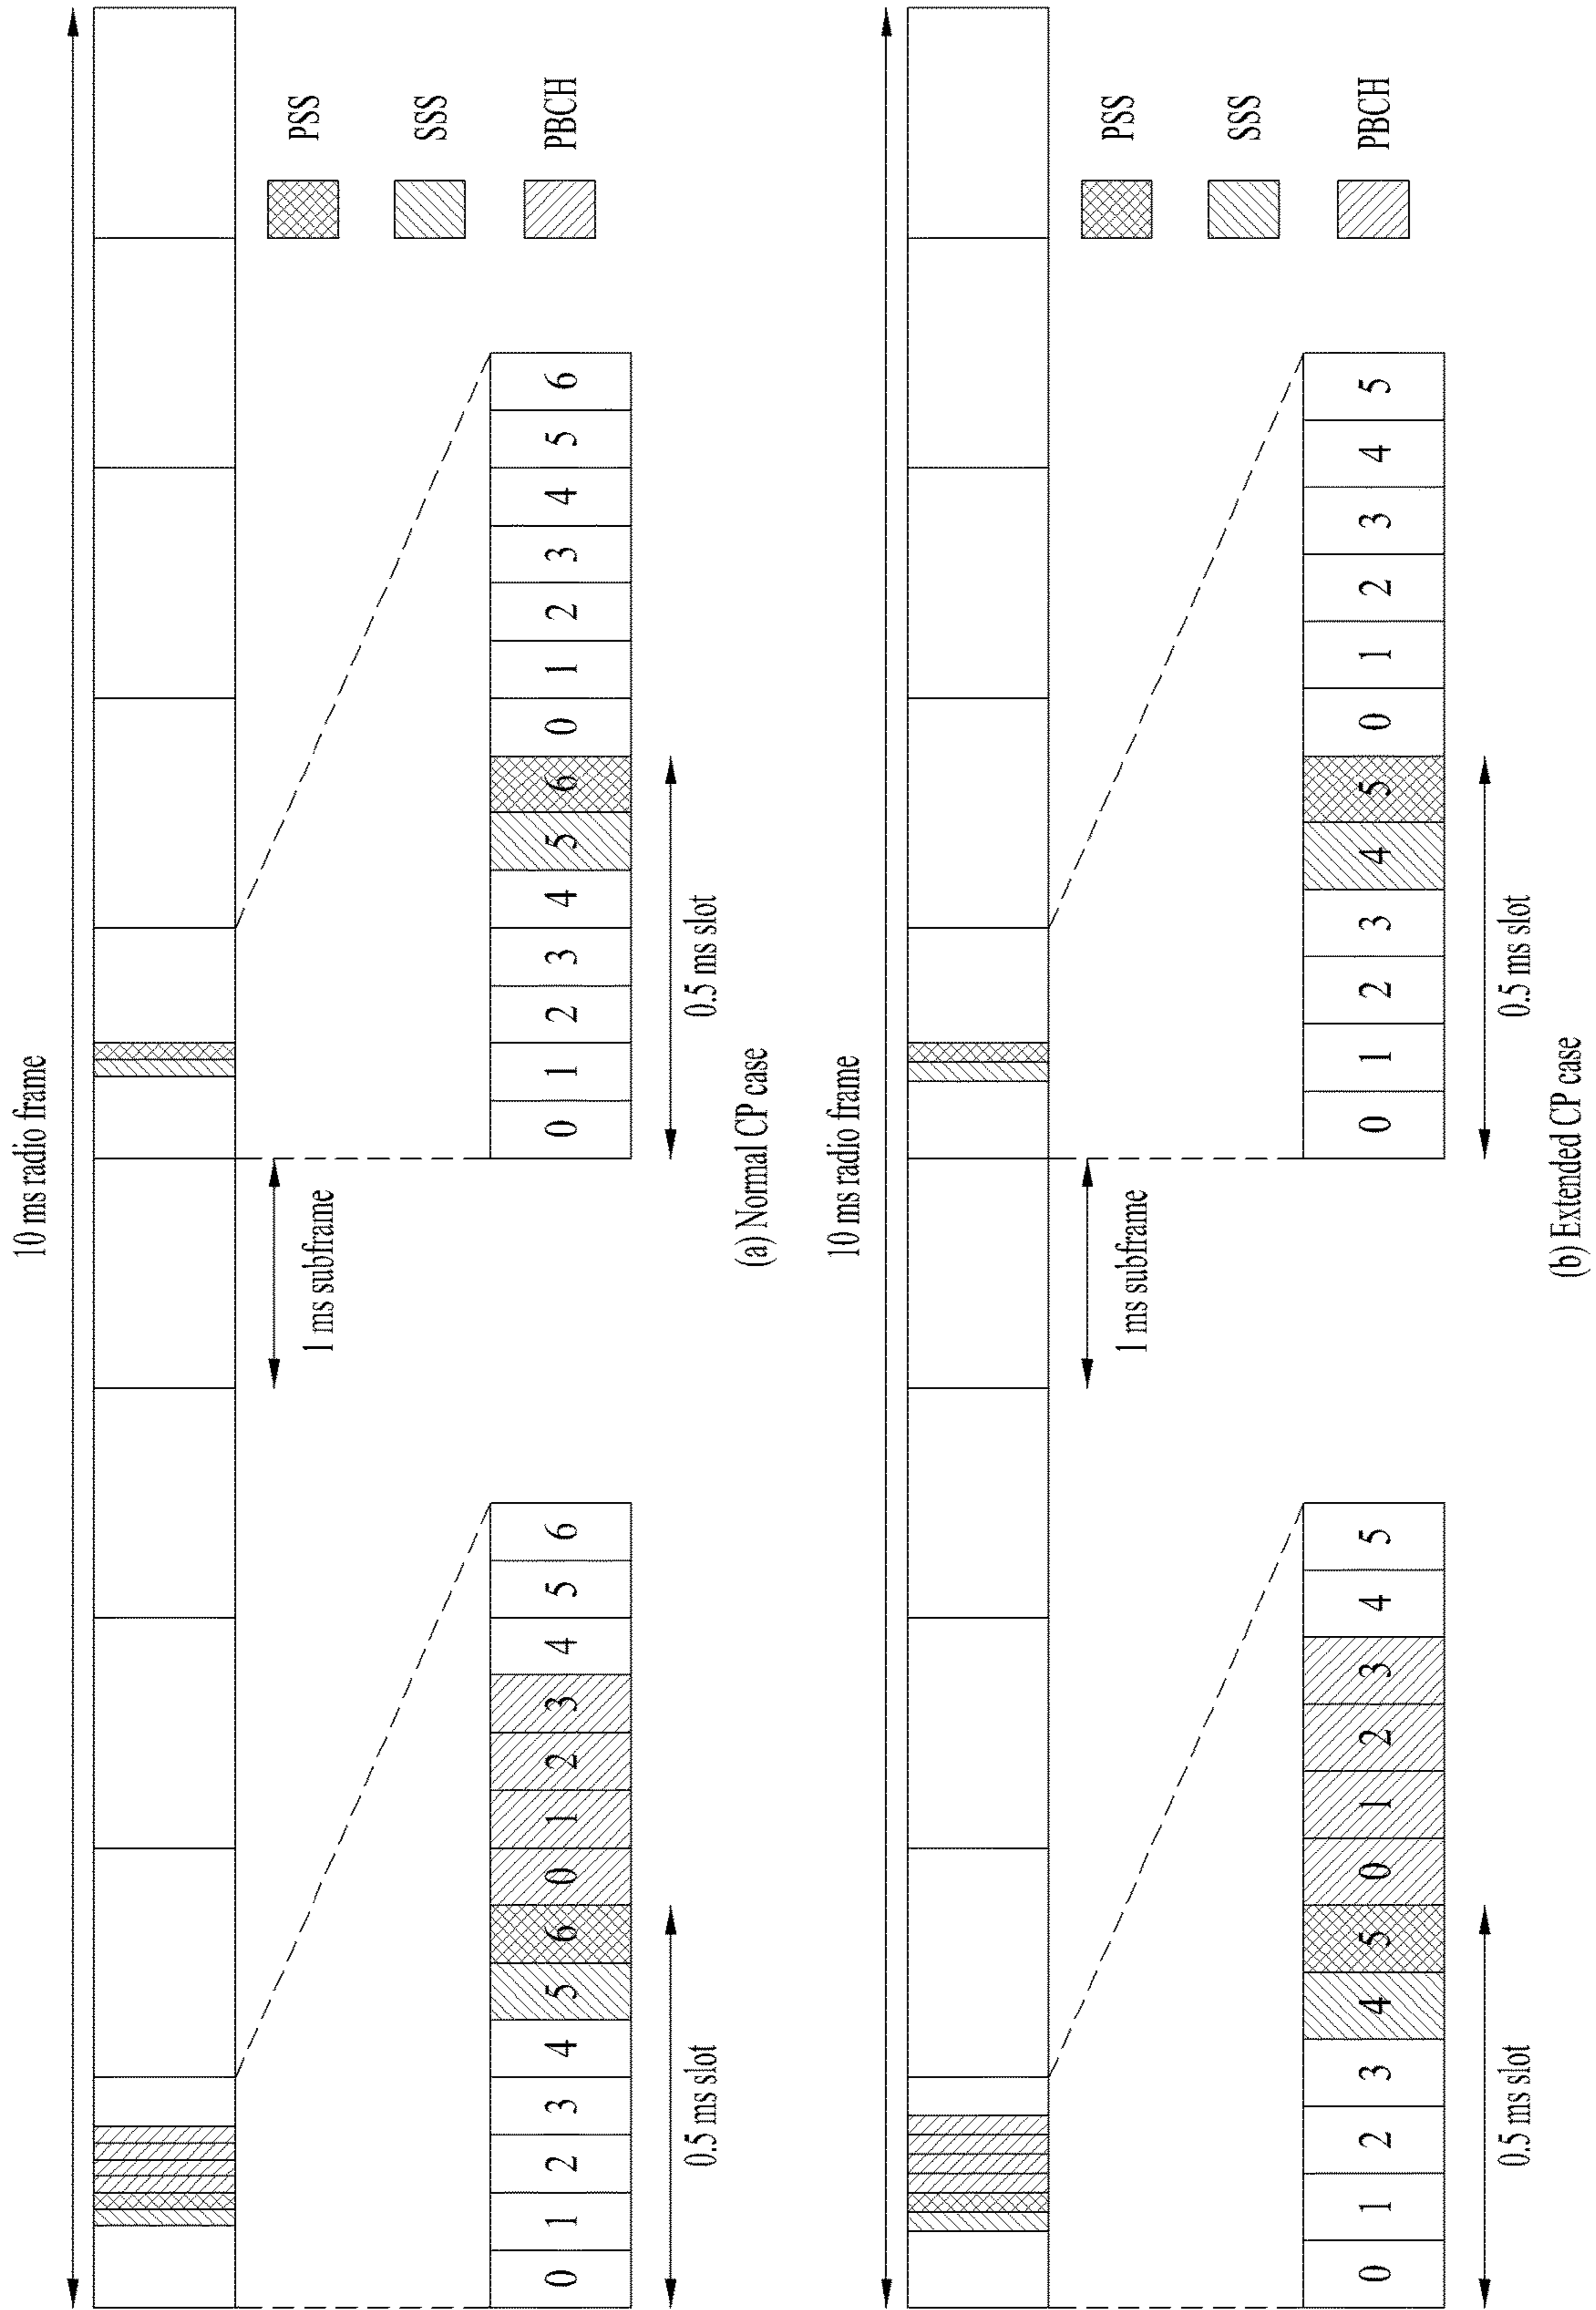 10 ms radio frame
PSS
SSS
PBCH
1 ms subframe
0 1 2 3 4 5 6 0 1 2 3 4 5 6
0 1 2 3 4 5 6 0 1 2 3 4 5 6
0.5 ms slot
0.5 ms slot
(a) Normal CP case
10 ms radio frame
PSS
SSS
PBCH
1 ms subframe
0 1 2 3 4 5 0 1 2 3 4 5
0 1 2 3 4 5 0 1 2 3 4 5
0.5 ms slot
0.5 ms slot
(b) Extended CP case